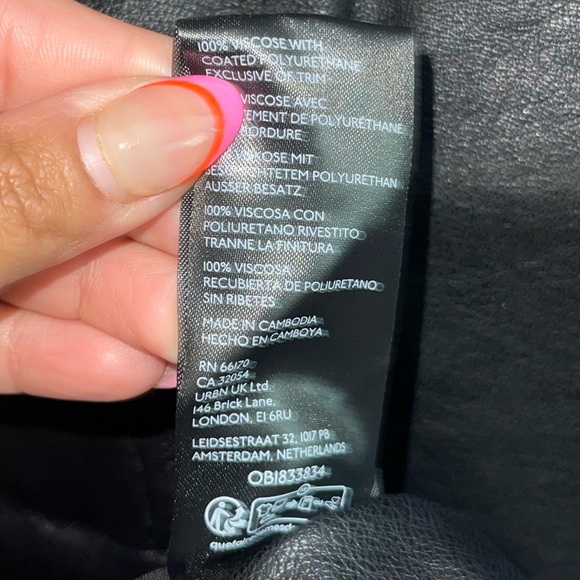 100% VISCOSE WITH
COATED POLYURETHANE
EXCLUSIVE OF TRIM
VISCOSE AVEC
DE POLYURETHANE
MIT
POLYURETHAN
AUSSER BESATZ
100% VISCOSA CON
POLIURETANO RIVESTITO
TRANNE LA FINITURA
100% VISCOSA
RECUBIERTA DE POLIURETANO
SIN RIBETES
MADE IN CAMBODIA
HECHO EN CAMBOYA
RN 66170
CA 32054
URBN UK Ltd.
146 Brick Lane,
LONDON, E1 6RU
LEIDSESTRAAT 32, 1017 PB
AMSTERDAM, NETHERLANDS
OB1833834